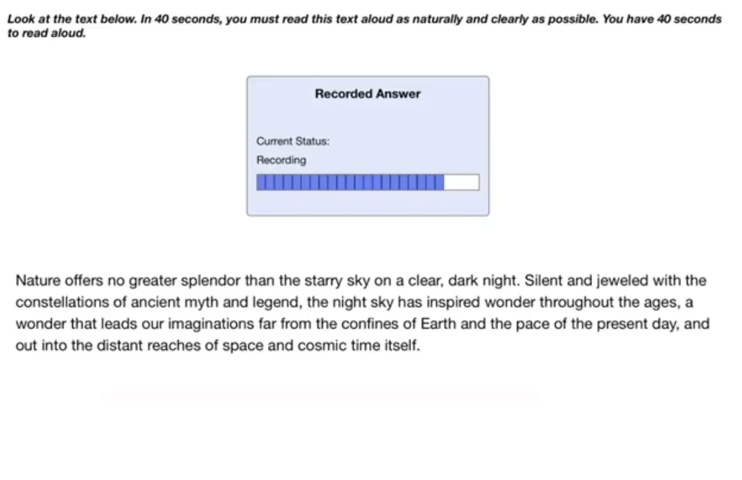 Look at the text below. In 40 seconds, you must read this text aloud as naturally and clearly as possible. You have 40 seconds
to read aloud.
Recorded Answer
Current Status:
Recording
Nature offers no greater splendor than the starry sky on a clear, dark night. Silent and jeweled with the
constellations of ancient myth and legend, the night sky has inspired wonder throughout the ages, a
wonder that leads our imaginations far from the confines of Earth and the pace of the present day, and
out into the distant reaches of space and cosmic time itself.